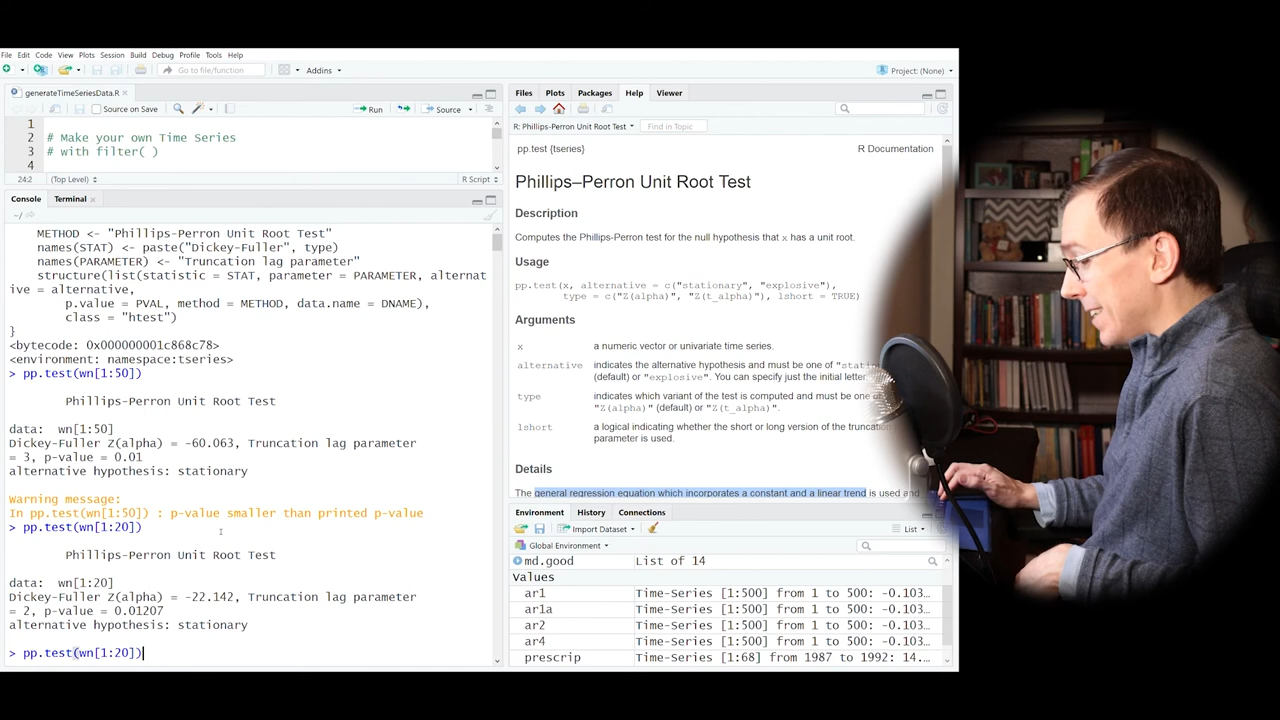 File Edit Code View Plots Session Build Debug Profile Tools Help
Go to file/function Addins Project: (None)
generateTimeSeriesData.R
Source on Save Run Source
1
2 # Make your own Time Series
3 # with filter( )
4
24:2 (Top Level) R Script
Console Terminal
~/
METHOD <- "Phillips-Perron Unit Root Test"
names(STAT) <- paste("Dickey-Fuller", type)
names(PARAMETER) <- "Truncation lag parameter"
structure(list(statistic = STAT, parameter = PARAMETER, alternat
ive = alternative,
p.value = PVAL, method = METHOD, data.name = DNAME),
class = "htest")
}
<bytecode: 0x000000001c868c78>
<environment: namespace:tseries>
> pp.test(wn[1:50])
Phillips-Perron Unit Root Test
data: wn[1:50]
Dickey-Fuller Z(alpha) = -60.063, Truncation lag parameter
= 3, p-value = 0.01
alternative hypothesis: stationary
Warning message:
In pp.test(wn[1:50]) : p-value smaller than printed p-value
> pp.test(wn[1:20])
Phillips-Perron Unit Root Test
data: wn[1:20]
Dickey-Fuller Z(alpha) = -22.142, Truncation lag parameter
= 2, p-value = 0.01207
alternative hypothesis: stationary
> pp.test(wn[1:20])
Files Plots Packages Help Viewer
R: Phillips-Perron Unit Root Test Find in Topic
pp.test {tseries} R Documentation
Phillips–Perron Unit Root Test
Description
Computes the Phillips-Perron test for the null hypothesis that x has a unit root.
Usage
pp.test(x, alternative = c("stationary", "explosive"),
type = c("Z(alpha)", "Z(t_alpha)"), lshort = TRUE)
Arguments
x a numeric vector or univariate time series.
alternative indicates the alternative hypothesis and must be one of
(default) or "explosive". You can specify just the initial letter
type indicates which variant of the test is computed and must be one
"Z(alpha)" (default) or "Z(t_alpha)".
lshort a logical indicating whether the short or long version of the truncation
parameter is used.
Details
The general regression equation which incorporates a constant and a linear trend is used and
Environment History Connections
Import Dataset List
Global Environment
md.good List of 14
Values
ar1 Time-Series [1:500] from 1 to 500: -0.103…
ar1a Time-Series [1:500] from 1 to 500: -0.103…
ar2 Time-Series [1:500] from 1 to 500: -0.103…
ar4 Time-Series [1:500] from 1 to 500: -0.103…
prescrip Time-Series [1:68] from 1987 to 1992: 14.…